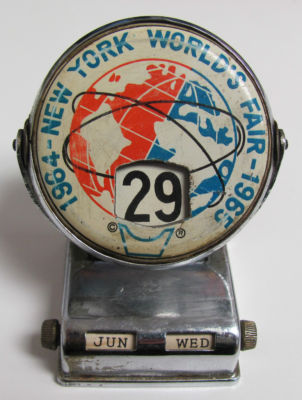 1964-NEW YORK WORLD'S FAIR-1965
29
© ®
JUN WED